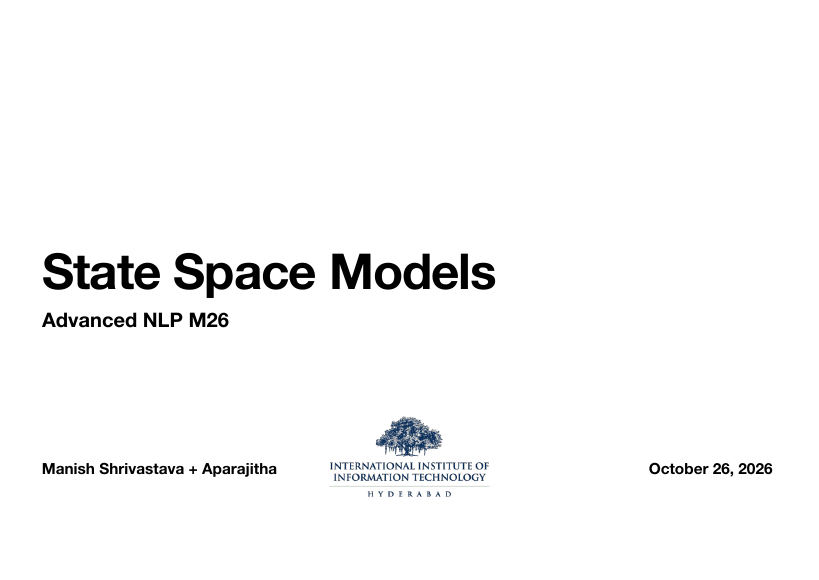 State Space Models
Advanced NLP M26
Manish Shrivastava + Aparajitha
INTERNATIONAL INSTITUTE OF
INFORMATION TECHNOLOGY
HYDERABAD
October 26, 2026